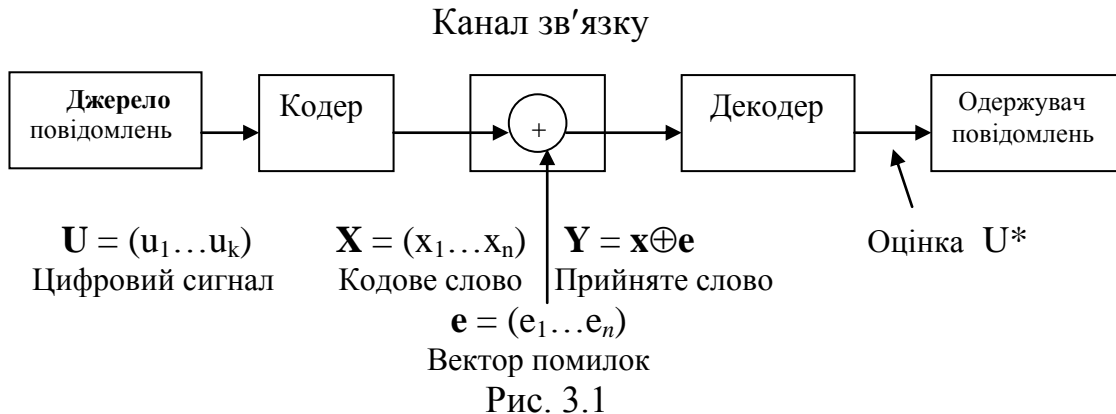 Канал зв′язку
Джерело
повідомлень
Кодер
+
Декодер
Одержувач
повідомлень
U = (u₁…uₖ)
Цифровий сигнал
X = (x₁…xₙ)
Кодове слово
Y = x⊕e
Прийняте слово
Оцінка U*
e = (e₁…eₙ)
Вектор помилок
Рис. 3.1